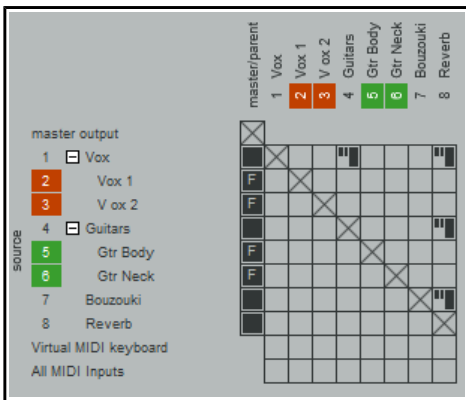 master/parent
1 Vox
2 Vox 1
3 V ox 2
4 Guitars
5 Gtr Body
6 Gtr Neck
7 Bouzouki
8 Reverb
source
master output
1 Vox
F
2 Vox 1
F
3 V ox 2
F
4 Guitars
5 Gtr Body
F
6 Gtr Neck
F
7 Bouzouki
8 Reverb
Virtual MIDI keyboard
All MIDI Inputs